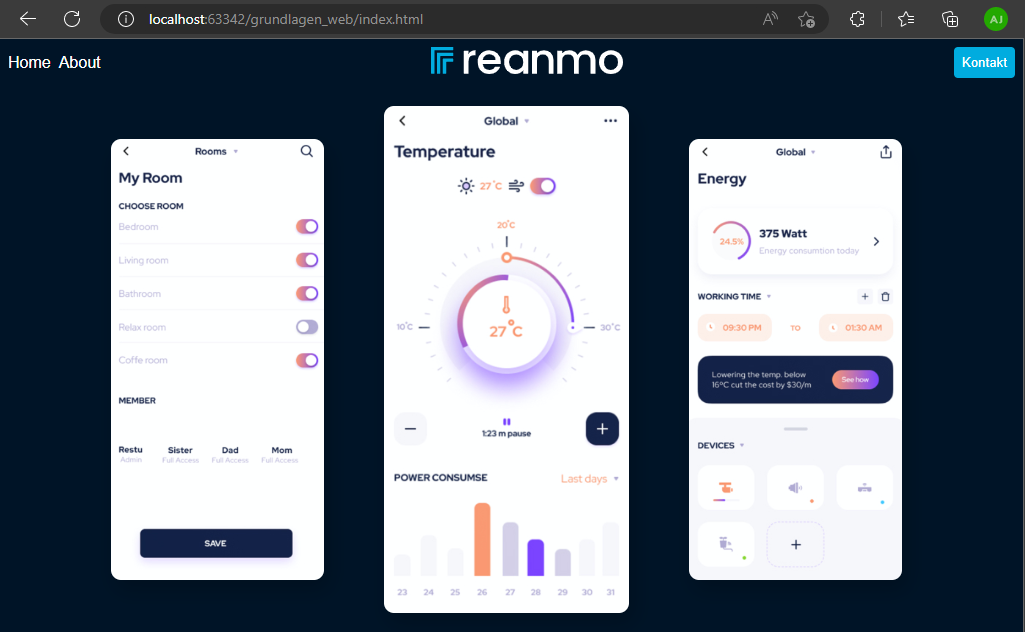 localhost:63342/grundlagen_web/index.html
A
AJ
Home About
reanmo
Kontakt
Rooms
My Room
CHOOSE ROOM
Bedroom
Living room
Bathroom
Relax room
Coffe room
MEMBER
Restu Sister Dad Mom
Admin Full Access Full Access Full Access
SAVE
Global
Temperature
27°C
20°C
10°C
30°C
27°C
1:23 m pause
POWER CONSUMSE Last days
23 24 25 26 27 28 29 30 31
Global
Energy
24.5%
375 Watt
Energy consumtion today
WORKING TIME
09:30 PM TO 01:30 AM
Lowering the temp. below
16°C cut the cost by $30/m
See how
DEVICES